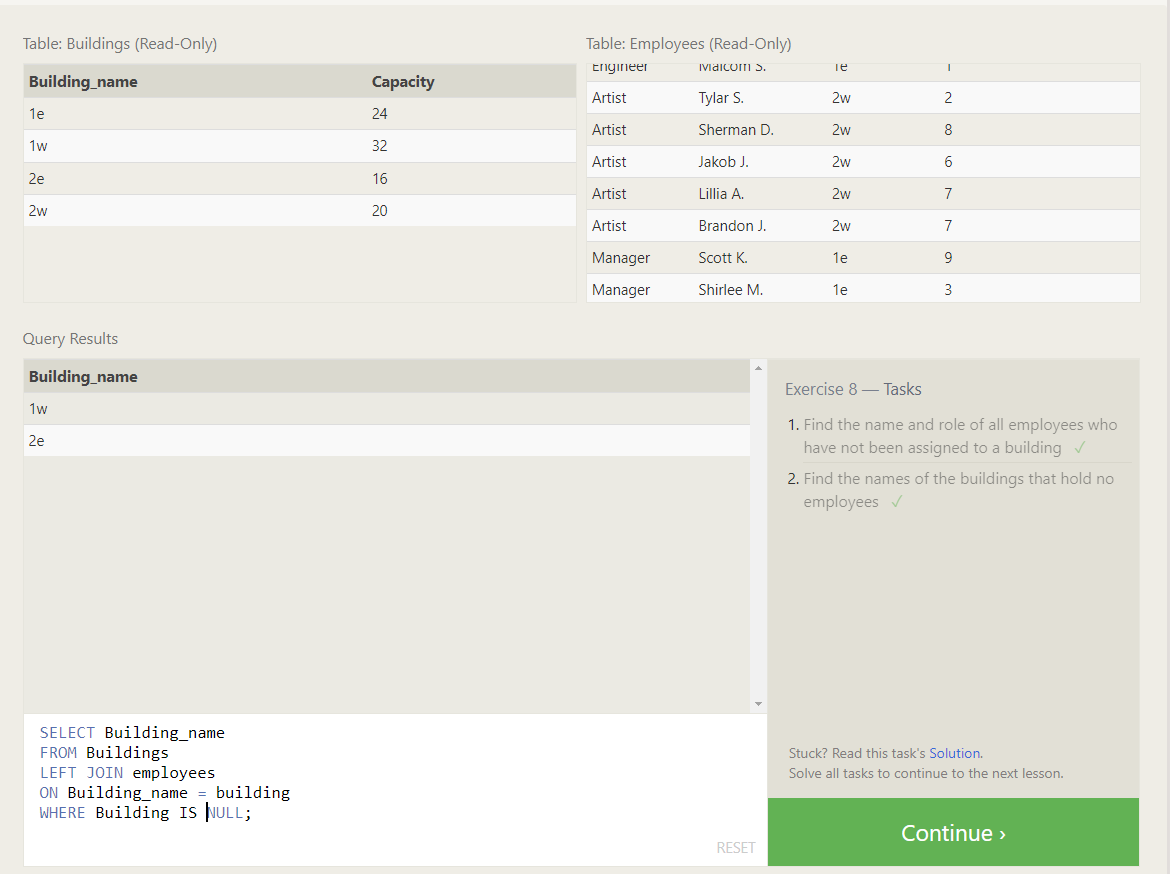 Table: Buildings (Read-Only)
Building_name Capacity
1e 24
1w 32
2e 16
2w 20
Table: Employees (Read-Only)
Engineer Malcom S. 1e 1
Artist Tylar S. 2w 2
Artist Sherman D. 2w 8
Artist Jakob J. 2w 6
Artist Lillia A. 2w 7
Artist Brandon J. 2w 7
Manager Scott K. 1e 9
Manager Shirlee M. 1e 3
Query Results
Building_name
1w
2e
Exercise 8 — Tasks
1. Find the name and role of all employees who
have not been assigned to a building ✓
2. Find the names of the buildings that hold no
employees ✓
SELECT Building_name
FROM Buildings
LEFT JOIN employees
ON Building_name = building
WHERE Building IS NULL;
RESET
Stuck? Read this task's Solution.
Solve all tasks to continue to the next lesson.
Continue ›